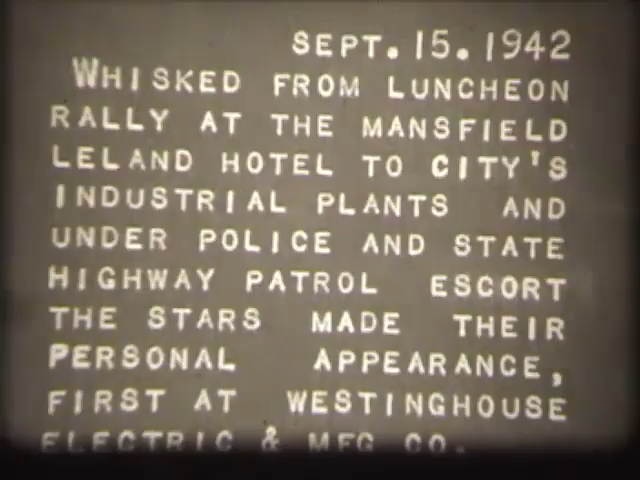 SEPT. 15. 1942
WHISKED FROM LUNCHEON
RALLY AT THE MANSFIELD
LELAND HOTEL TO CITY'S
INDUSTRIAL PLANTS AND
UNDER POLICE AND STATE
HIGHWAY PATROL ESCORT
THE STARS MADE THEIR
PERSONAL APPEARANCE,
FIRST AT WESTINGHOUSE
ELECTRIC & MFG CO.